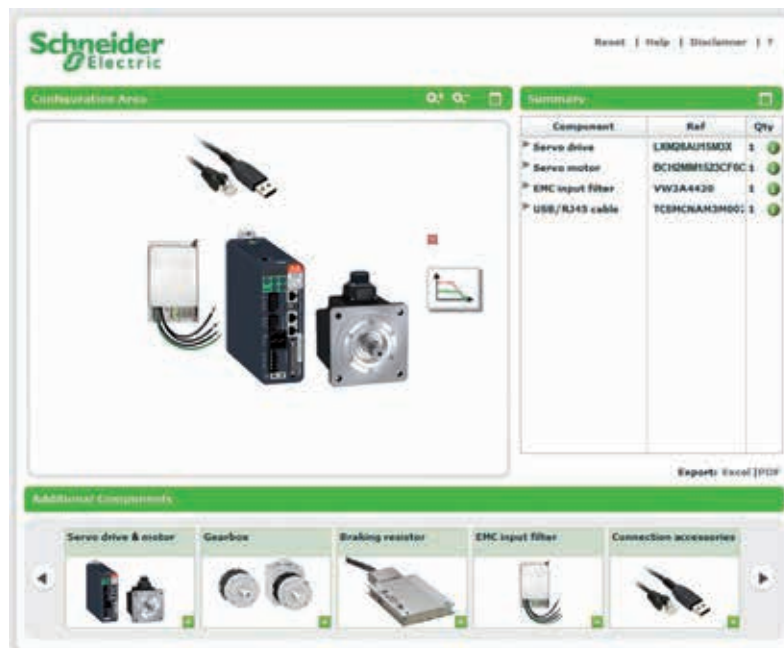 Schneider
Electric
Reset | Help | Disclaimer | ?
Configuration Area
Summary
Component Ref Qty
Servo drive LXM28AU15M3X 1
Servo motor 1
EMC input filter VW3A4420 1
USB/RJ45 cable 1
Export: Excel |PDF
Additional Components
Servo drive & motor
Gearbox
Braking resistor
EMC input filter
Connection accessories